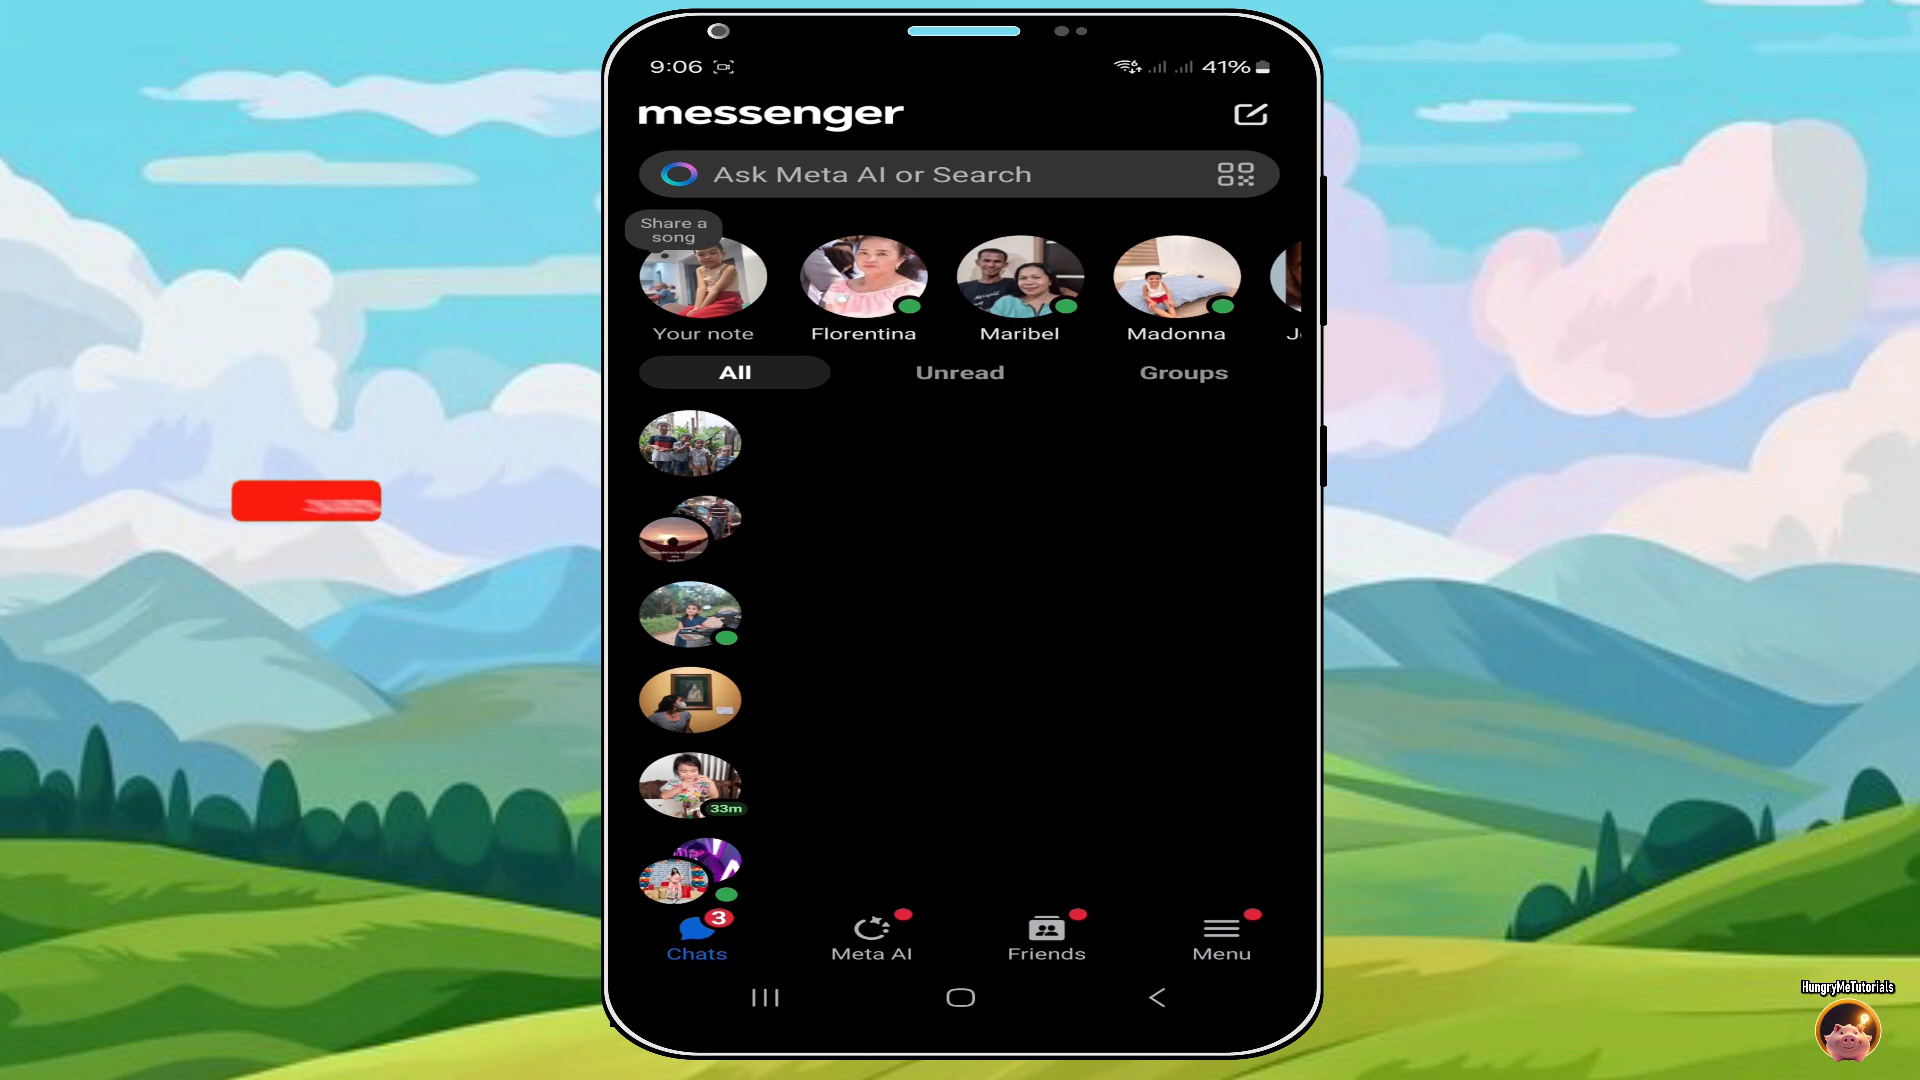 9:06
41%
messenger
Ask Meta AI or Search
Share a
song
Your note
Florentina
Maribel
Madonna
All
Unread
Groups
33m
3
Chats
Meta AI
Friends
Menu
HungryMeTutorials